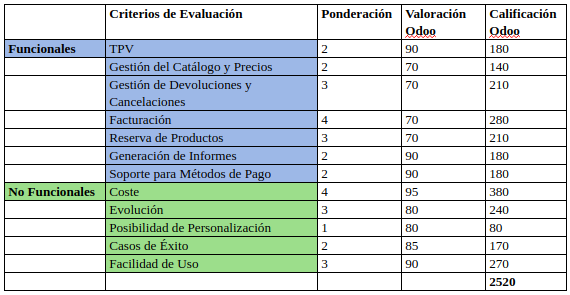 Criterios de Evaluación Ponderación Valoración Odoo Calificación Odoo
Funcionales TPV 2 90 180
Gestión del Catálogo y Precios 2 70 140
Gestión de Devoluciones y Cancelaciones 3 70 210
Facturación 4 70 280
Reserva de Productos 3 70 210
Generación de Informes 2 90 180
Soporte para Métodos de Pago 2 90 180
No Funcionales Coste 4 95 380
Evolución 3 80 240
Posibilidad de Personalización 1 80 80
Casos de Éxito 2 85 170
Facilidad de Uso 3 90 270
2520